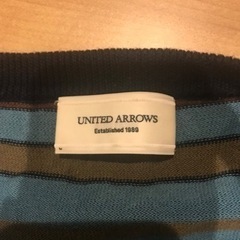 UNITED ARROWS
Established 1989